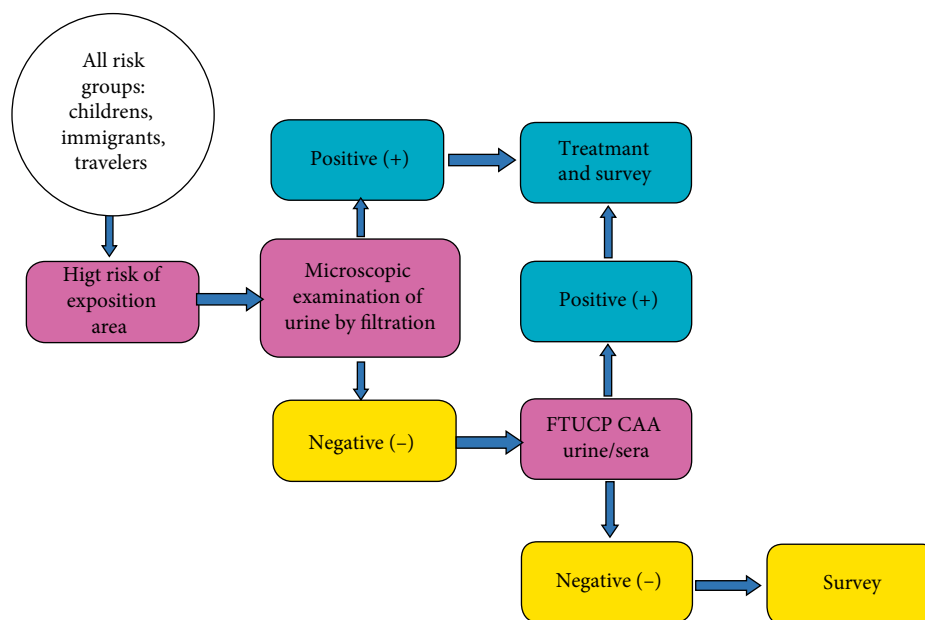 All risk
groups:
childrens,
immigrants,
travelers
Higt risk of
exposition
area
Microscopic
examination of
urine by filtration
Positive (+)
Treatmant
and survey
Negative (–)
FTUCP CAA
urine/sera
Positive (+)
Negative (–)
Survey